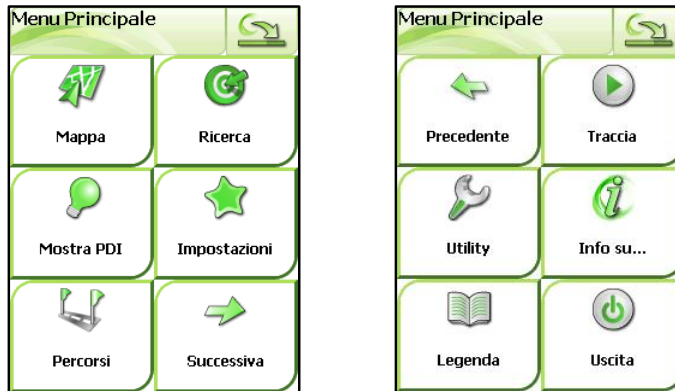 Menu Principale
Mappa
Ricerca
Mostra PDI
Impostazioni
Percorsi
Successiva
Menu Principale
Precedente
Traccia
Utility
Info su...
Legenda
Uscita